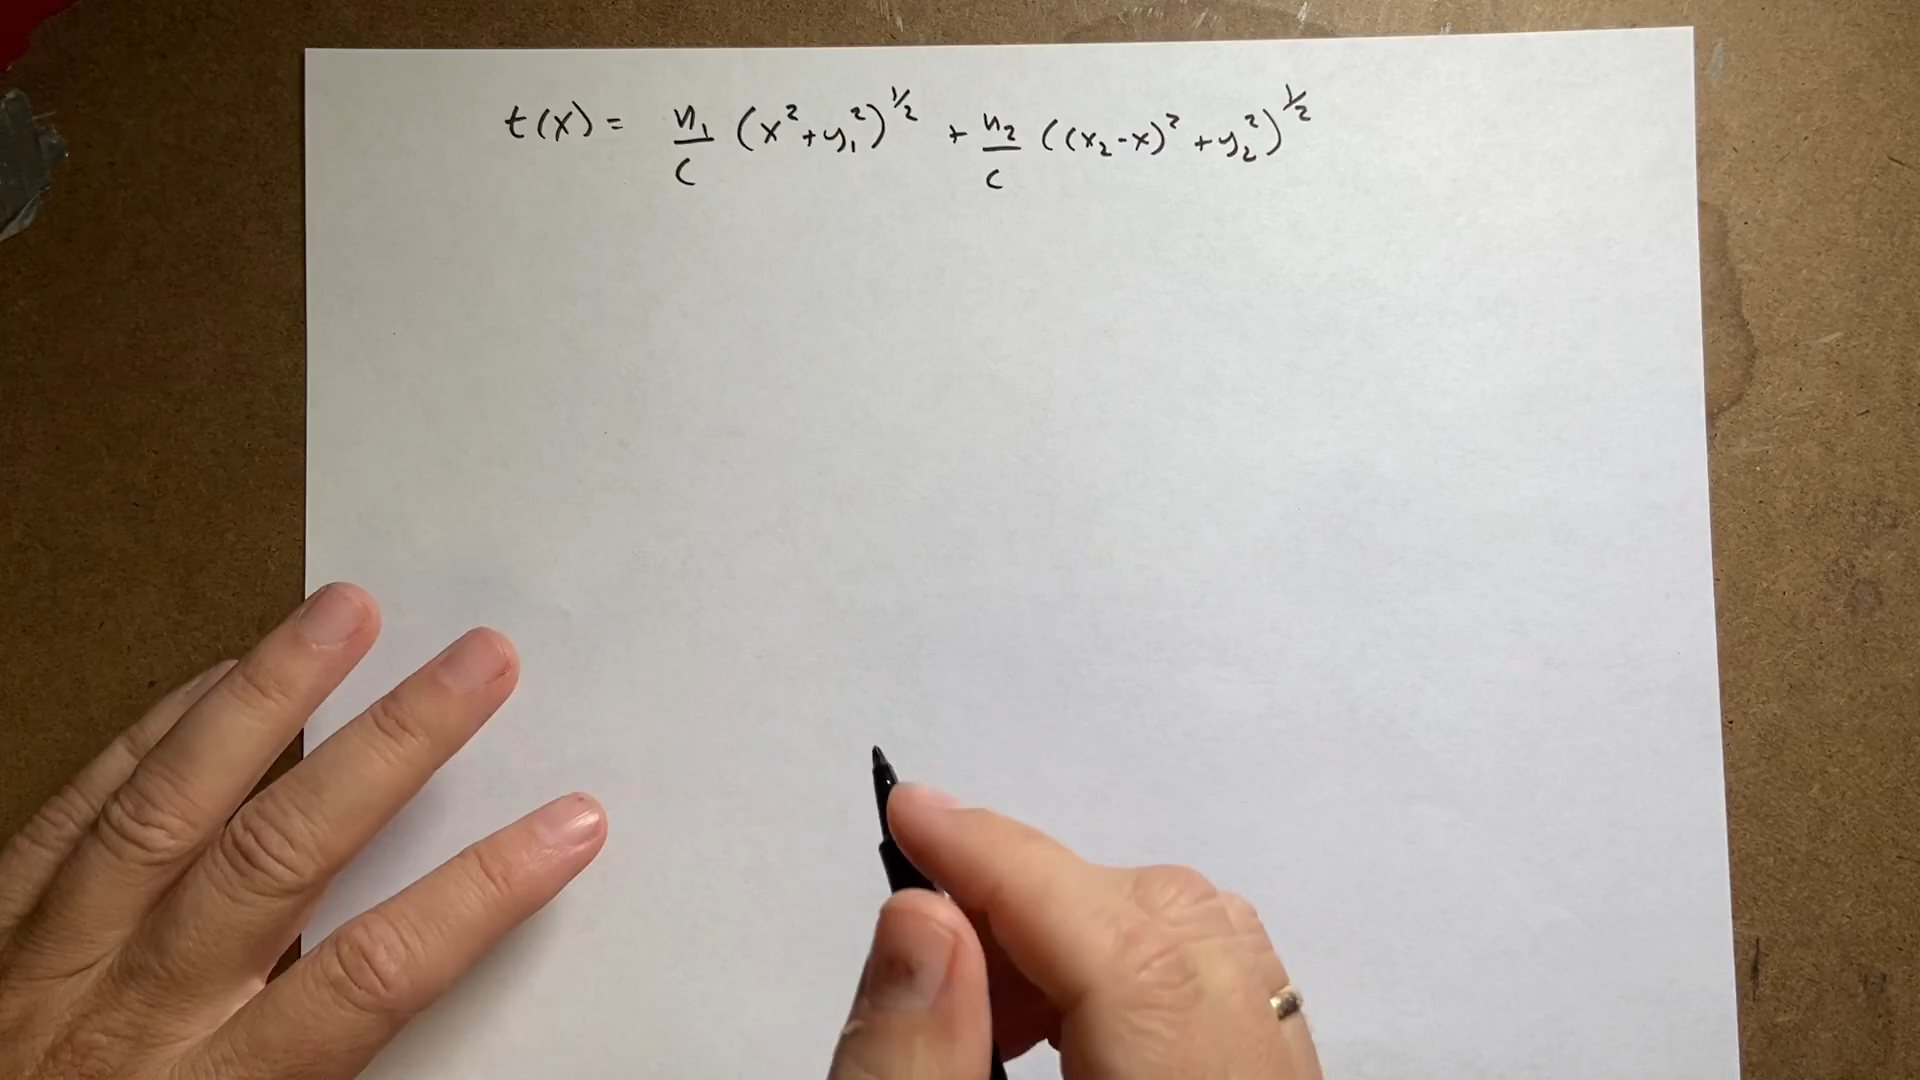 t(x) = n₁/c (x² + y₁²)^½ + n₂/c ((x₂-x)² + y₂²)^½